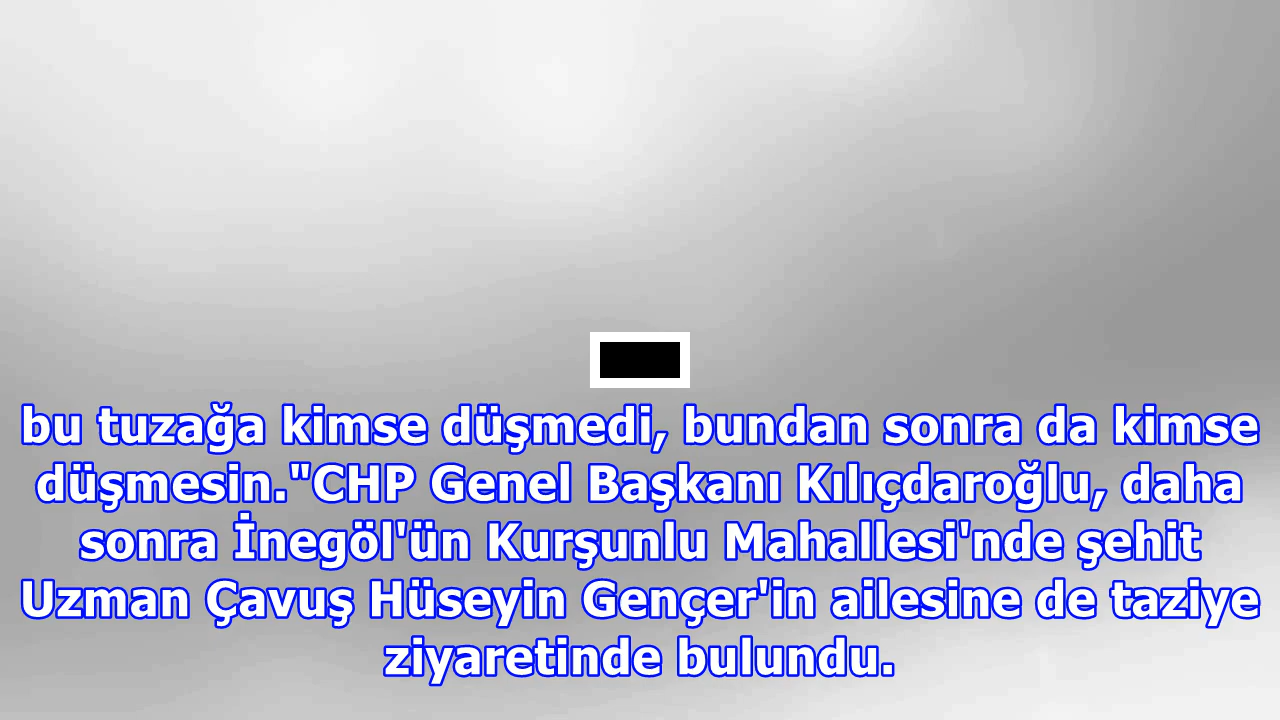 bu tuzağa kimse düşmedi, bundan sonra da kimse
düşmesin."CHP Genel Başkanı Kılıçdaroğlu, daha
sonra İnegöl'ün Kurşunlu Mahallesi'nde şehit
Uzman Çavuş Hüseyin Gençer'in ailesine de taziye
ziyaretinde bulundu.